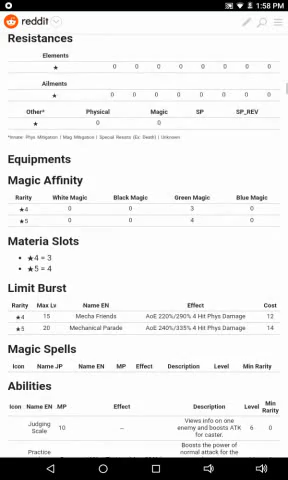 1:58 PM
reddit
Resistances
Elements
★ 0 0 0 0 0 0 0 0
Ailments
★ 0 0 0 0 0 0 0 0
Other* Physical Magic SP SP_REV
★ 0 0
*Innate: Phys. Mitigation | Mag Mitigation | Special Resists (Ex: Death) | Unknown
Equipments
Magic Affinity
Rarity White Magic Black Magic Green Magic Blue Magic
★4 0 0 3 0
★5 0 0 4 0
Materia Slots
• ★4 = 3
• ★5 = 4
Limit Burst
Rarity Max Lv Name EN Effect Cost
★4 15 Mecha Friends AoE 220%/290% 4 Hit Phys Damage 12
★5 20 Mechanical Parade AoE 240%/335% 4 Hit Phys Damage 14
Magic Spells
Icon Name JP Name EN MP Effect Description Level Min Rarity
Abilities
Icon Name EN MP Effect Description Level Min Rarity
Judging Scale 10 -- Views info on one enemy and boosts ATK for caster. 6 0
Practice Boosts the power of normal attack for the